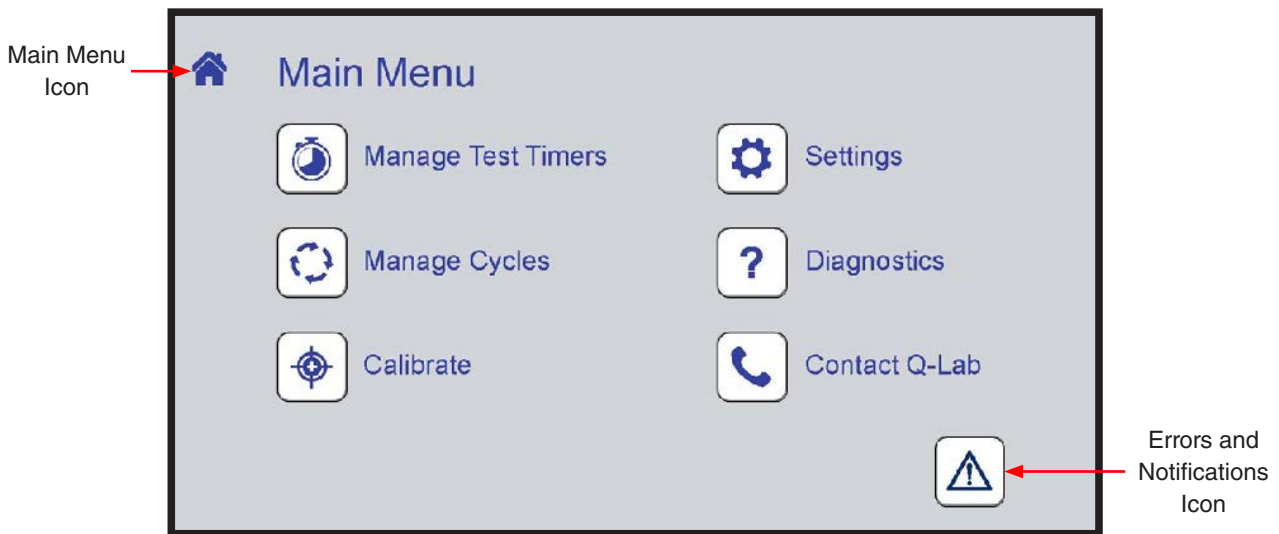 Main Menu
Icon
Main Menu
Manage Test Timers
Settings
Manage Cycles
?
Diagnostics
Calibrate
Contact Q-Lab
Errors and
Notifications
Icon